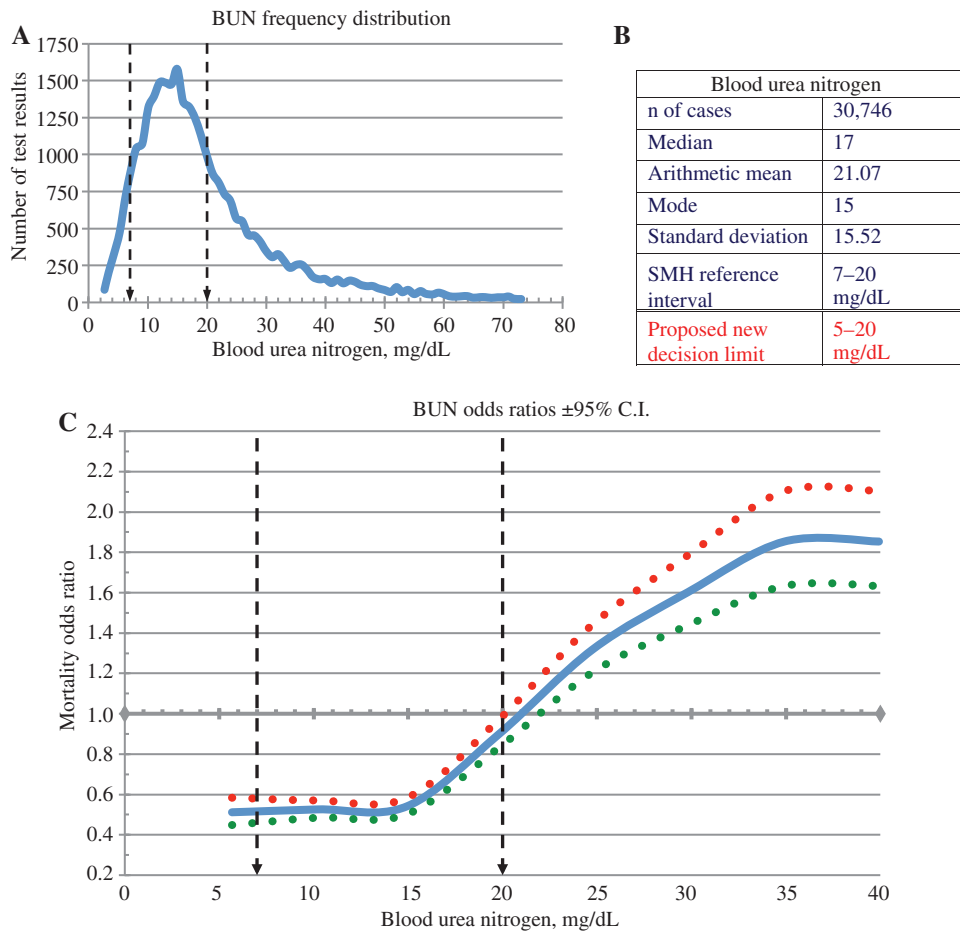 BUN frequency distribution
A
1750
1500
1250
1000
750
500
250
0
Number of test results
0 10 20 30 40 50 60 70 80
Blood urea nitrogen, mg/dL
B
Blood urea nitrogen
n of cases 30,746
Median 17
Arithmetic mean 21.07
Mode 15
Standard deviation 15.52
SMH reference 7–20
interval mg/dL
Proposed new 5–20
decision limit mg/dL
BUN odds ratios ±95% C.I.
C
2.4
2.2
2.0
1.8
1.6
1.4
1.2
1.0
0.8
0.6
0.4
0.2
Mortality odds ratio
0 5 10 15 20 25 30 35 40
Blood urea nitrogen, mg/dL